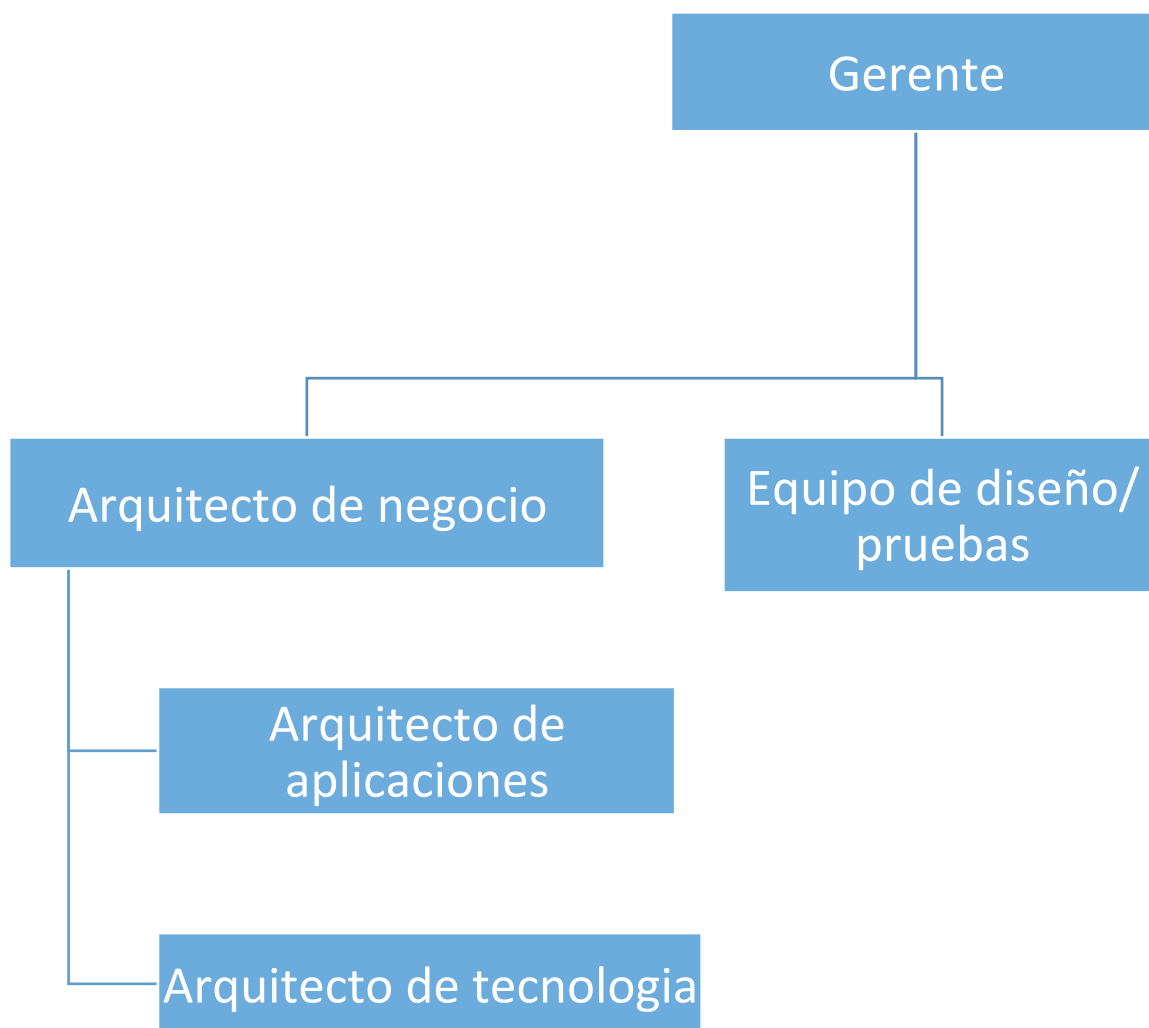 Gerente
Arquitecto de negocio
Equipo de diseño/
pruebas
Arquitecto de
aplicaciones
Arquitecto de tecnologia